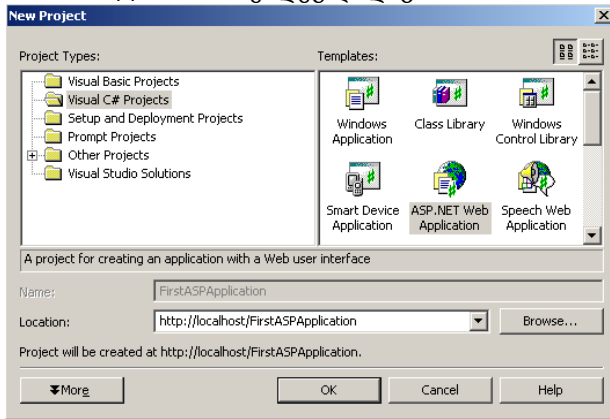 New Project
Project Types:
Templates:
Visual Basic Projects
Visual C# Projects
Setup and Deployment Projects
Prompt Projects
Other Projects
Visual Studio Solutions
Windows Application
Class Library
Windows Control Library
Smart Device Application
ASP.NET Web Application
Speech Web Application
A project for creating an application with a Web user interface
Name:
FirstASPApplication
Location:
http://localhost/FirstASPApplication
Browse...
Project will be created at http://localhost/FirstASPApplication.
More
OK
Cancel
Help